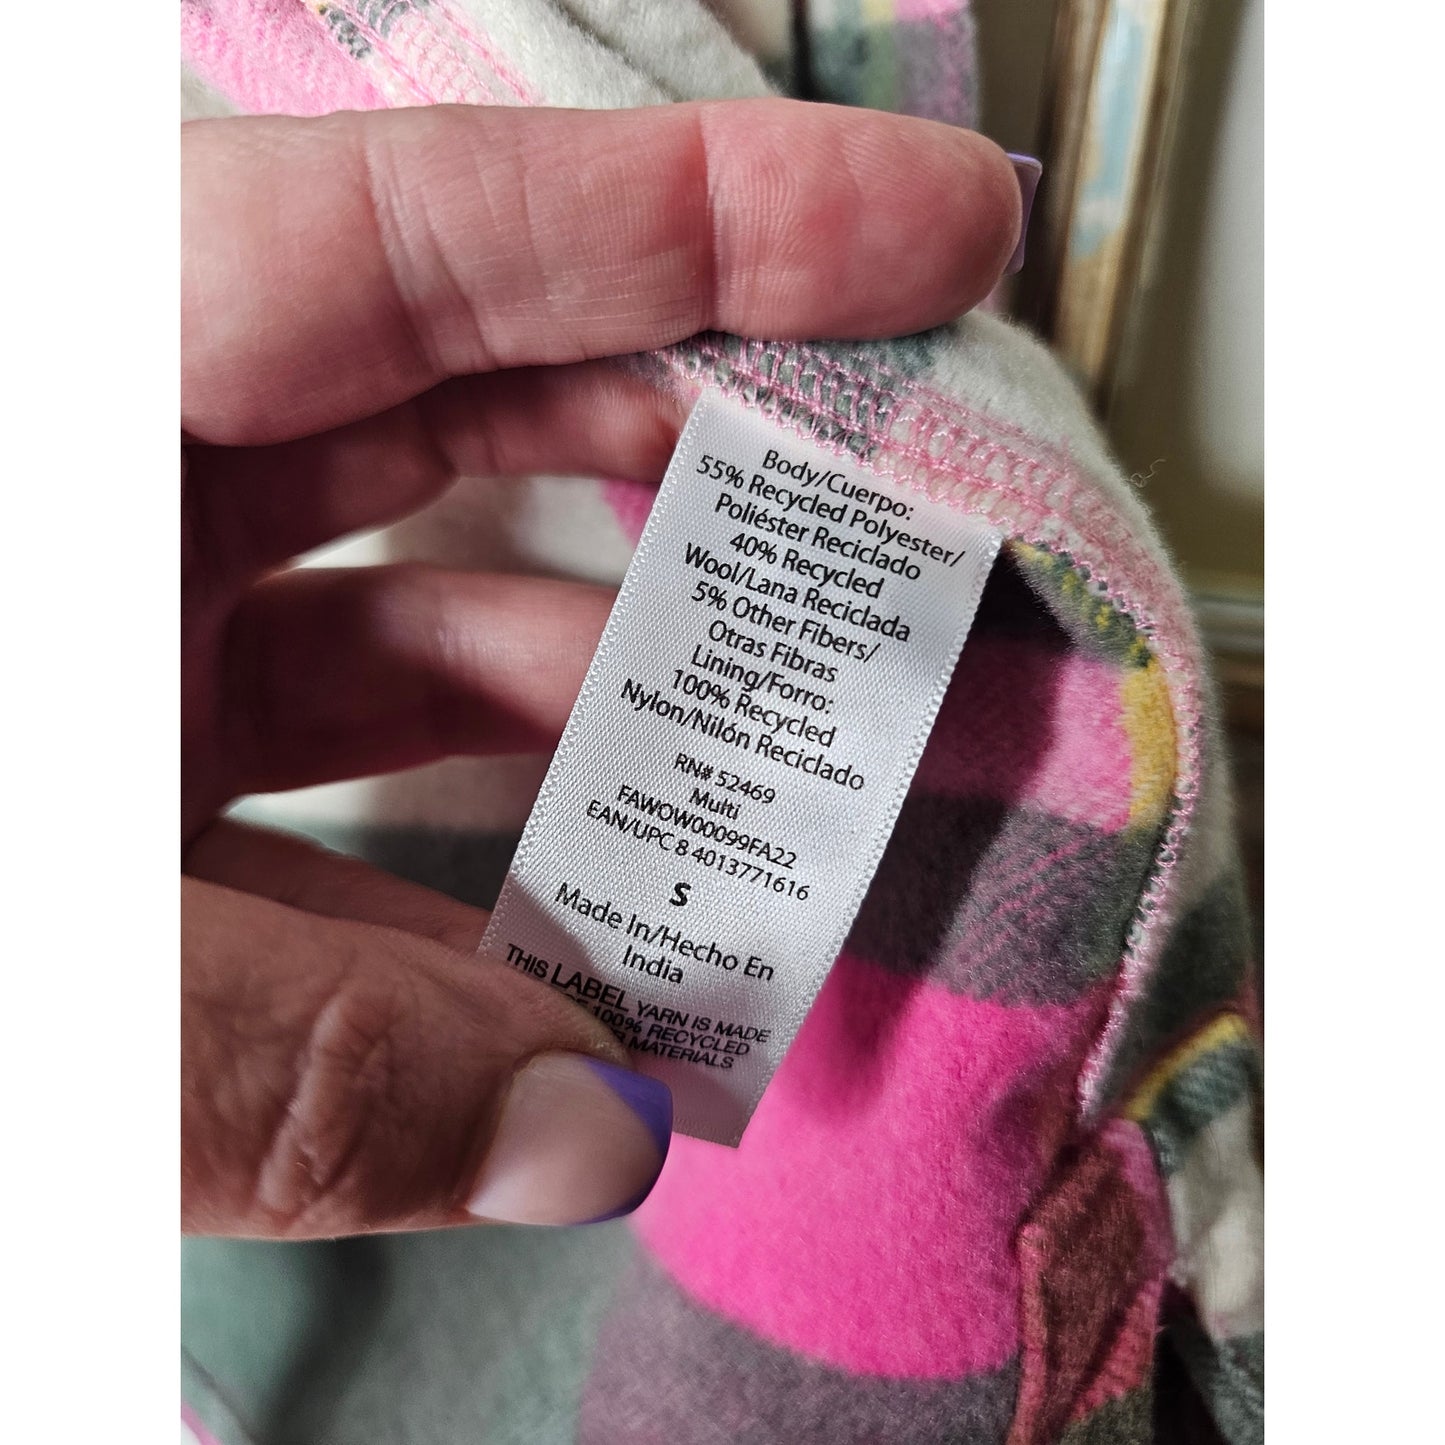 Body/Cuerpo:
55% Recycled Polyester/
Poliéster Reciclado
40% Recycled
Wool/Lana Reciclada
5% Other Fibers/
Otras Fibras
Lining/Forro:
100% Recycled
Nylon/Nilón Reciclado
RN# 52469
Multi
FAWOW00099FA22
EAN/UPC 8 4013771616
S
Made In/Hecho En
India
THIS LABEL YARN IS MADE
100% RECYCLED
MATERIALS